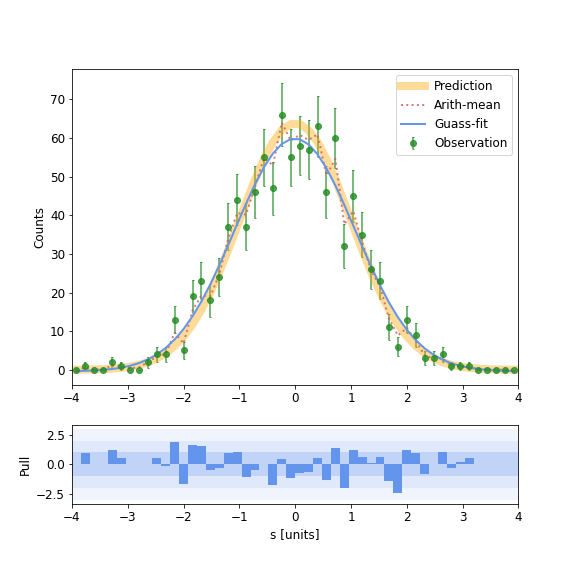 70
60
50
40
30
20
10
0
Counts
Prediction
Arith-mean
Guass-fit
Observation
−4 −3 −2 −1 0 1 2 3 4
2.5
0.0
−2.5
Pull
−4 −3 −2 −1 0 1 2 3 4
s [units]